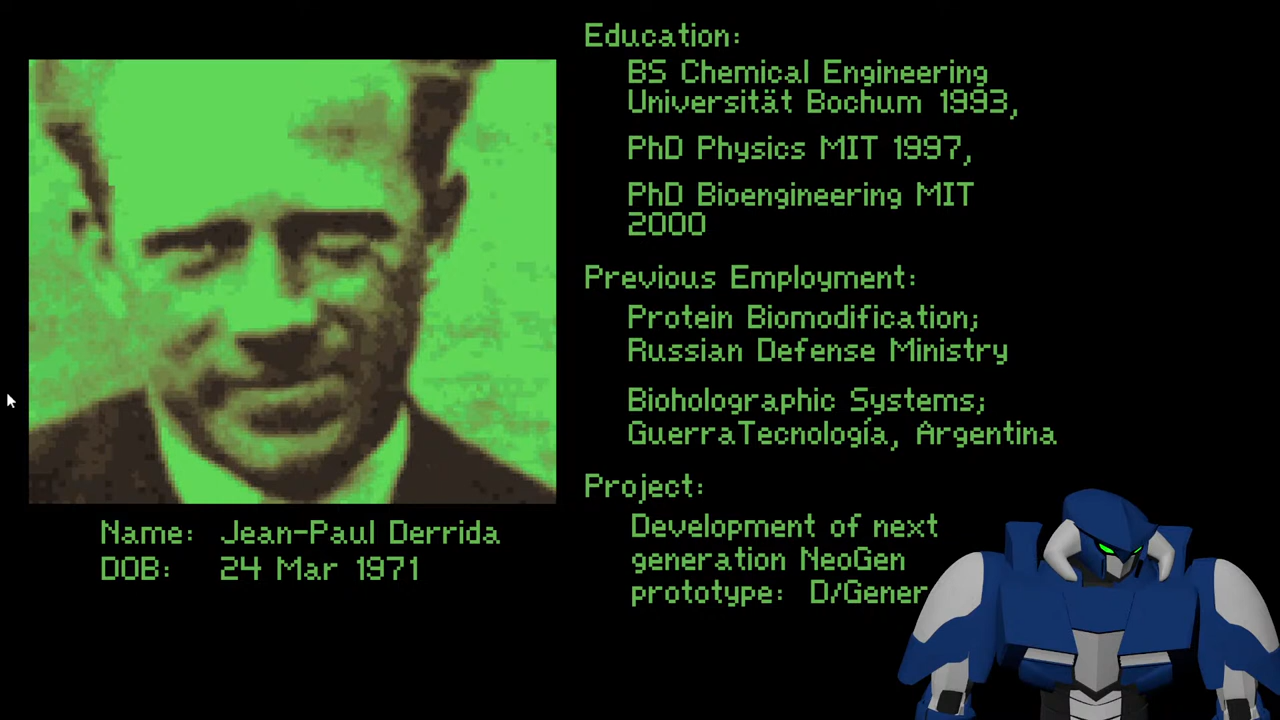 Education:
BS Chemical Engineering
Universität Bochum 1993,
PhD Physics MIT 1997,
PhD Bioengineering MIT
2000
Previous Employment:
Protein Biomodification;
Russian Defense Ministry
Bioholographic Systems;
GuerraTecnología, Argentina
Project:
Development of next
generation NeoGen
prototype: D/Gener
Name: Jean-Paul Derrida
DOB: 24 Mar 1971